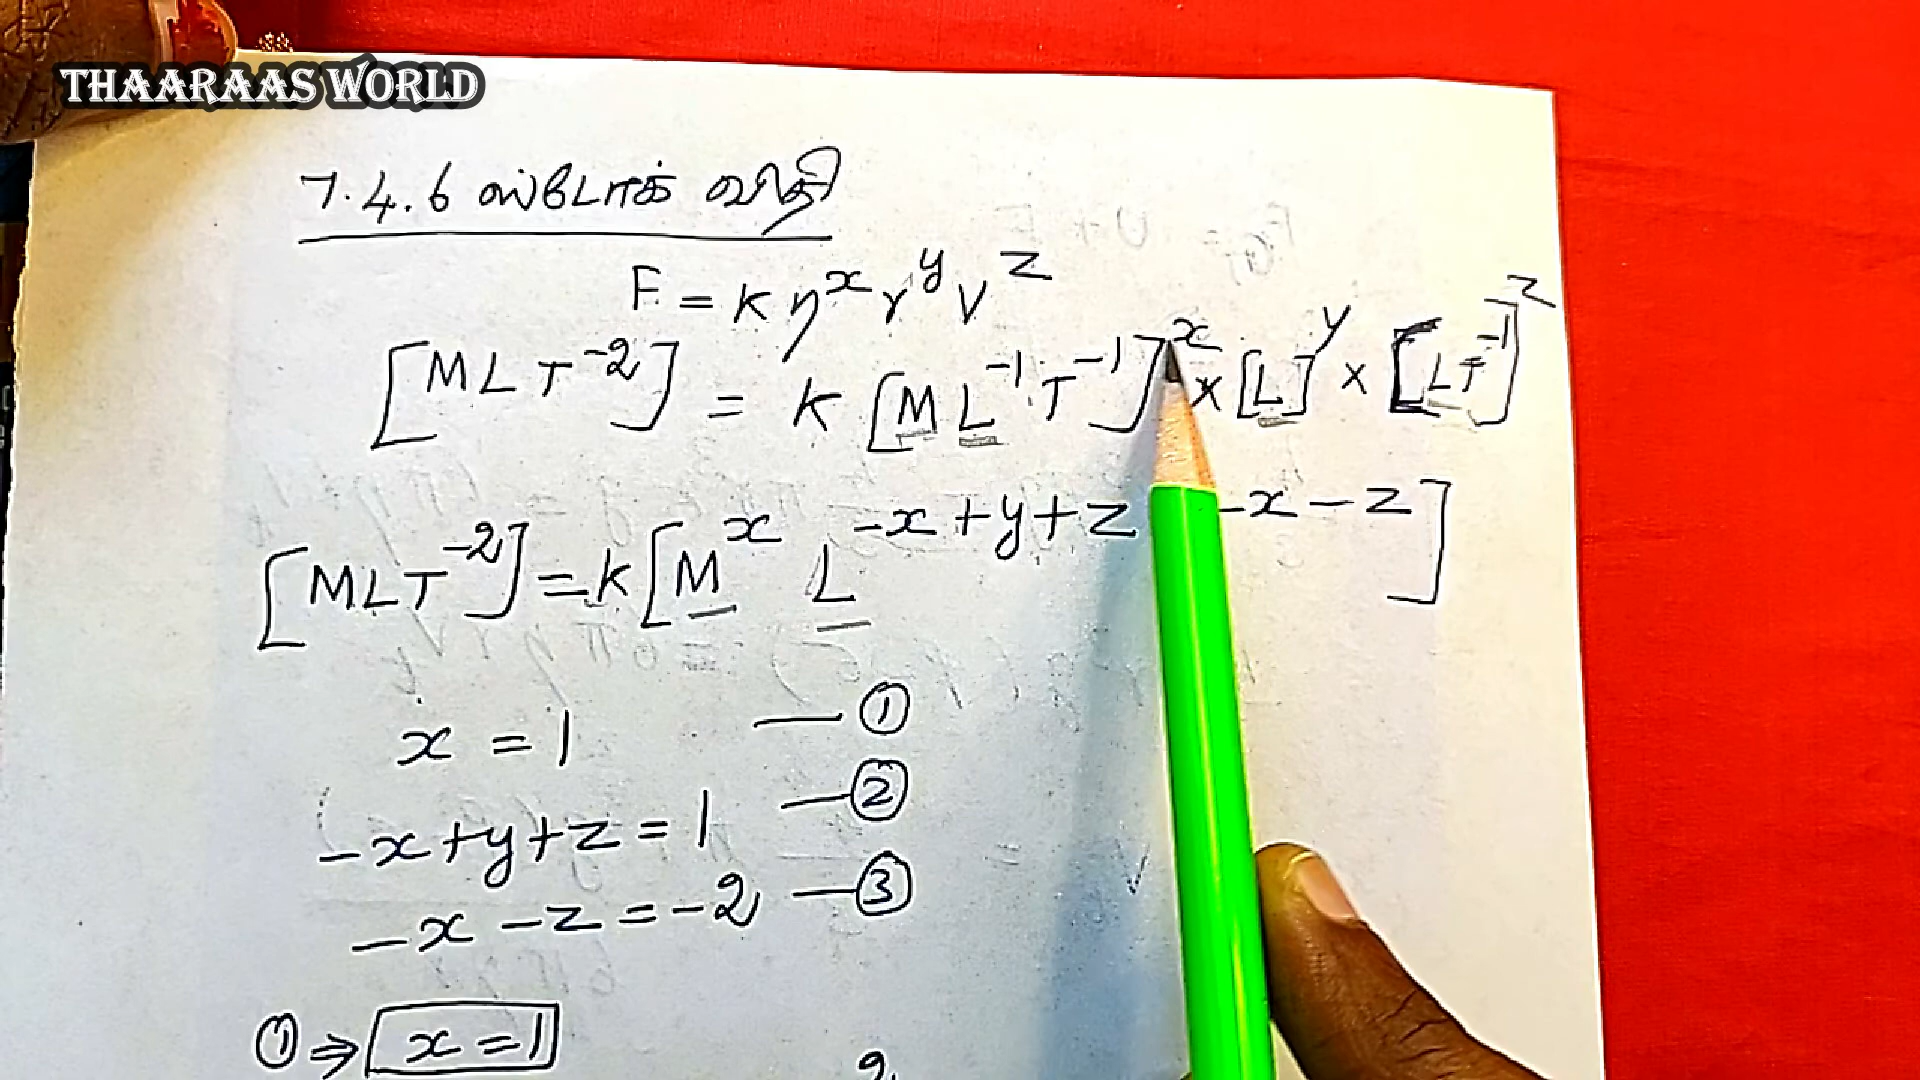 THAARAAS WORLD
7.4.6 ஸ்டோக் விதி
F = K η^x r^y V^z
[MLT^-2] = K [ML^-1 T^-1]^x × [L]^y × [LT^-1]^z
[MLT^-2] = K [M^x L^-x+y+z -x-z]
x = 1 — ①
-x+y+z = 1 — ②
-x-z = -2 — ③
① ⇒ x = 1